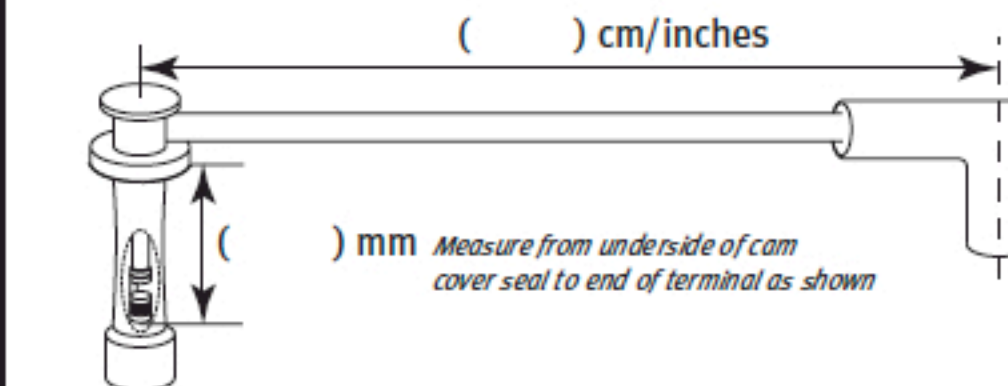 ( ) cm/inches
( ) mm Measure from underside of cam
cover seal to end of terminal as shown